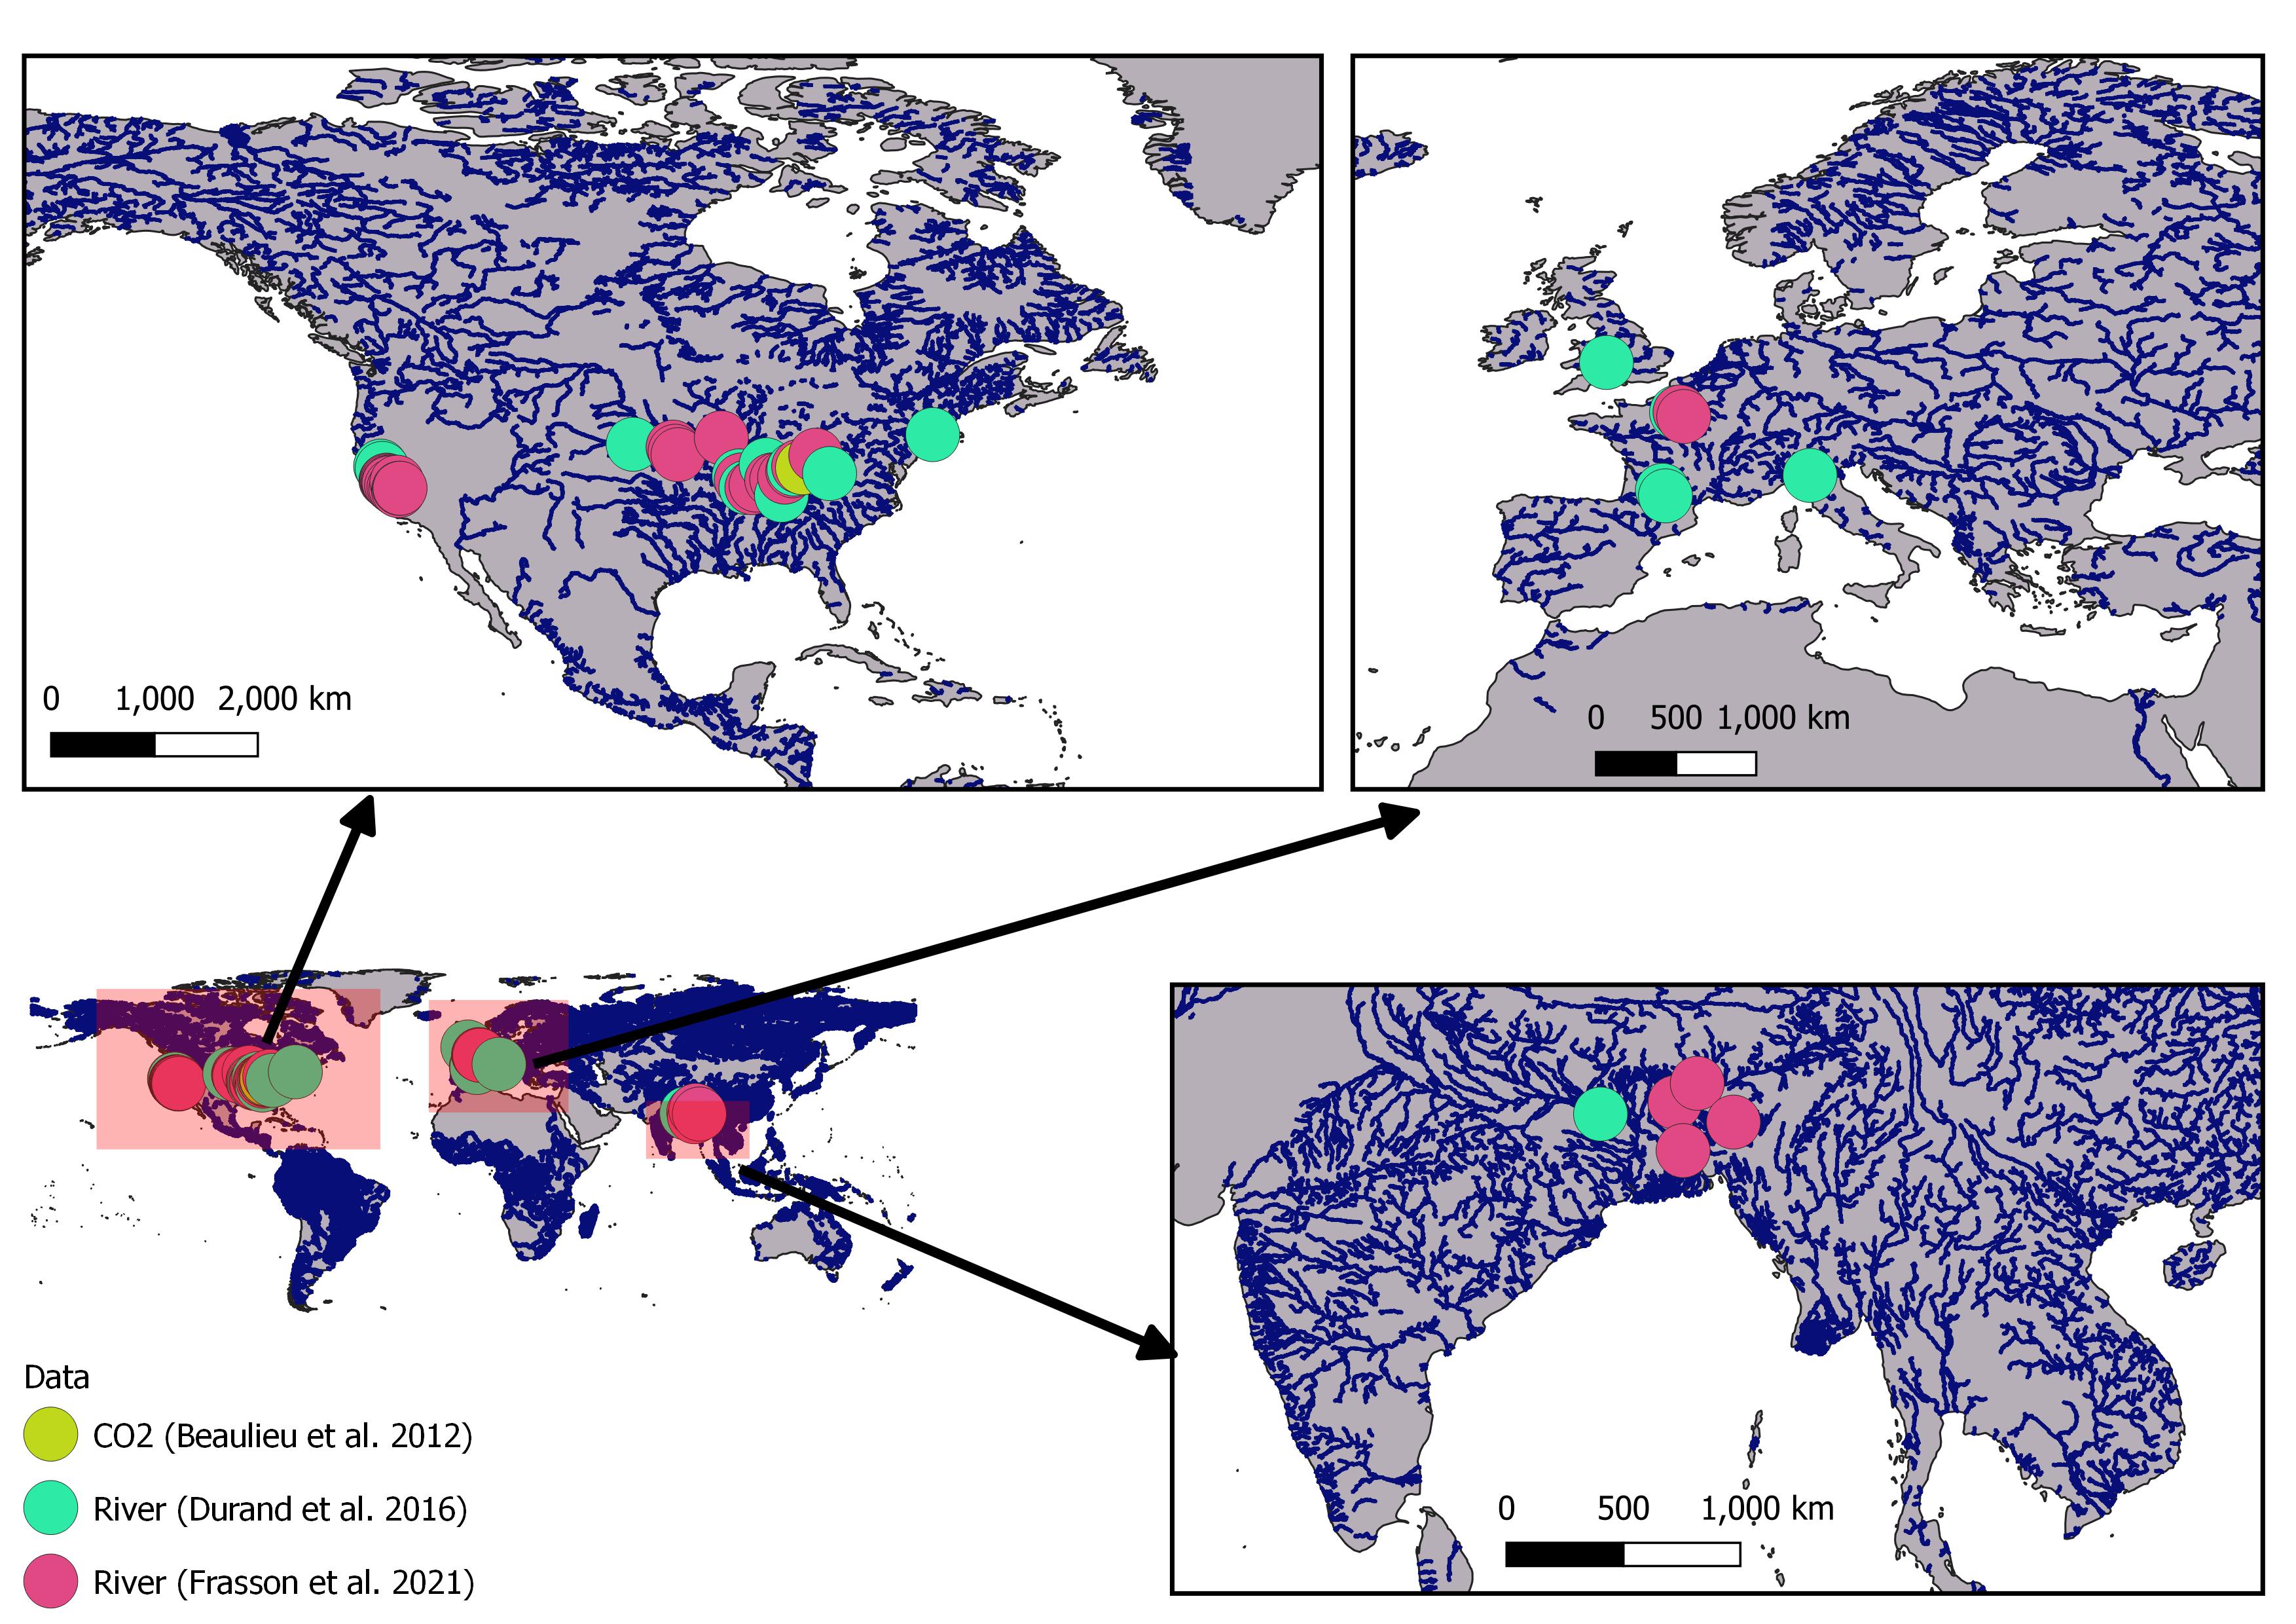 0 1,000 2,000 km
0 500 1,000 km
Data
CO2 (Beaulieu et al. 2012)
River (Durand et al. 2016)
River (Frasson et al. 2021)
0 500 1,000 km